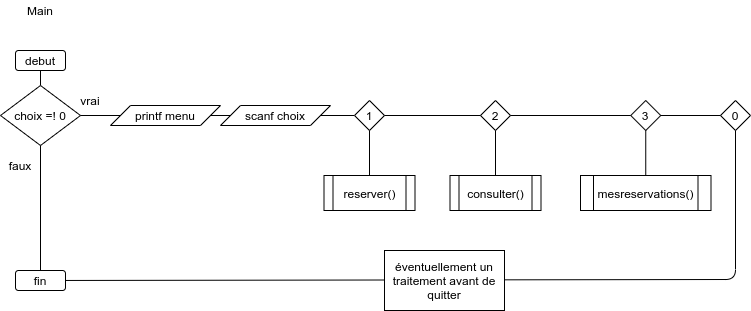 Main
debut
choix =! 0
vrai
printf menu
scanf choix
1
2
3
0
faux
reserver()
consulter()
mesreservations()
fin
éventuellement un
traitement avant de
quitter